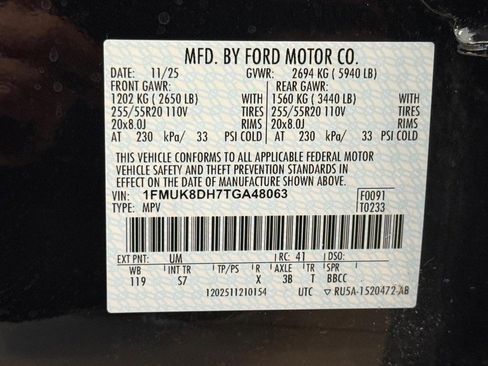 MFD. BY FORD MOTOR CO.
DATE: 11/25 GVWR: 2694 KG ( 5940 LB)
FRONT GAWR: REAR GAWR:
1202 KG ( 2650 LB) WITH 1560 KG ( 3440 LB) WITH
255/55R20 110V TIRES 255/55R20 110V TIRES
20x8.0J RIMS 20x8.0J RIMS
AT 230 kPa/ 33 PSI COLD AT 230 kPa/ 33 PSI COLD
THIS VEHICLE CONFORMS TO ALL APPLICABLE FEDERAL MOTOR
VEHICLE SAFETY AND THEFT PREVENTION STANDARDS IN
EFFECT ON THE DATE OF MANUFACTURE SHOWN ABOVE.
VIN: 1FMUK8DH7TGA48063 F0091
TYPE: MPV T0233
EXT PNT: UM RC: 41 DSO:
WB INT TR TP/PS R AXLE TR SPR
119 S7 X 3B T BBCC
1202511210154 UTC ▽ RU5A-1520472-AB